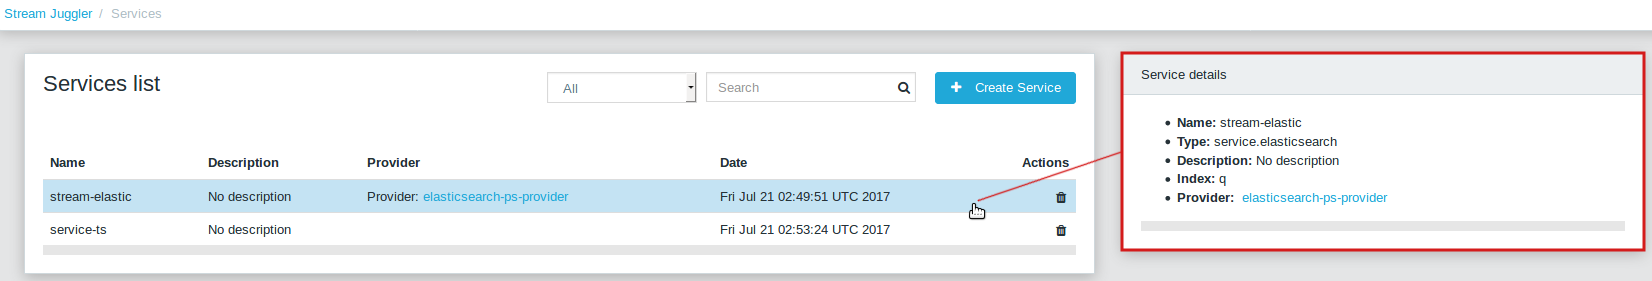 Stream Juggler / Services
Services list
All
Search
Create Service
Name Description Provider Date Actions
stream-elastic No description Provider: elasticsearch-ps-provider Fri Jul 21 02:49:51 UTC 2017
service-ts No description Fri Jul 21 02:53:24 UTC 2017
Service details
Name: stream-elastic
Type: service.elasticsearch
Description: No description
Index: q
Provider: elasticsearch-ps-provider